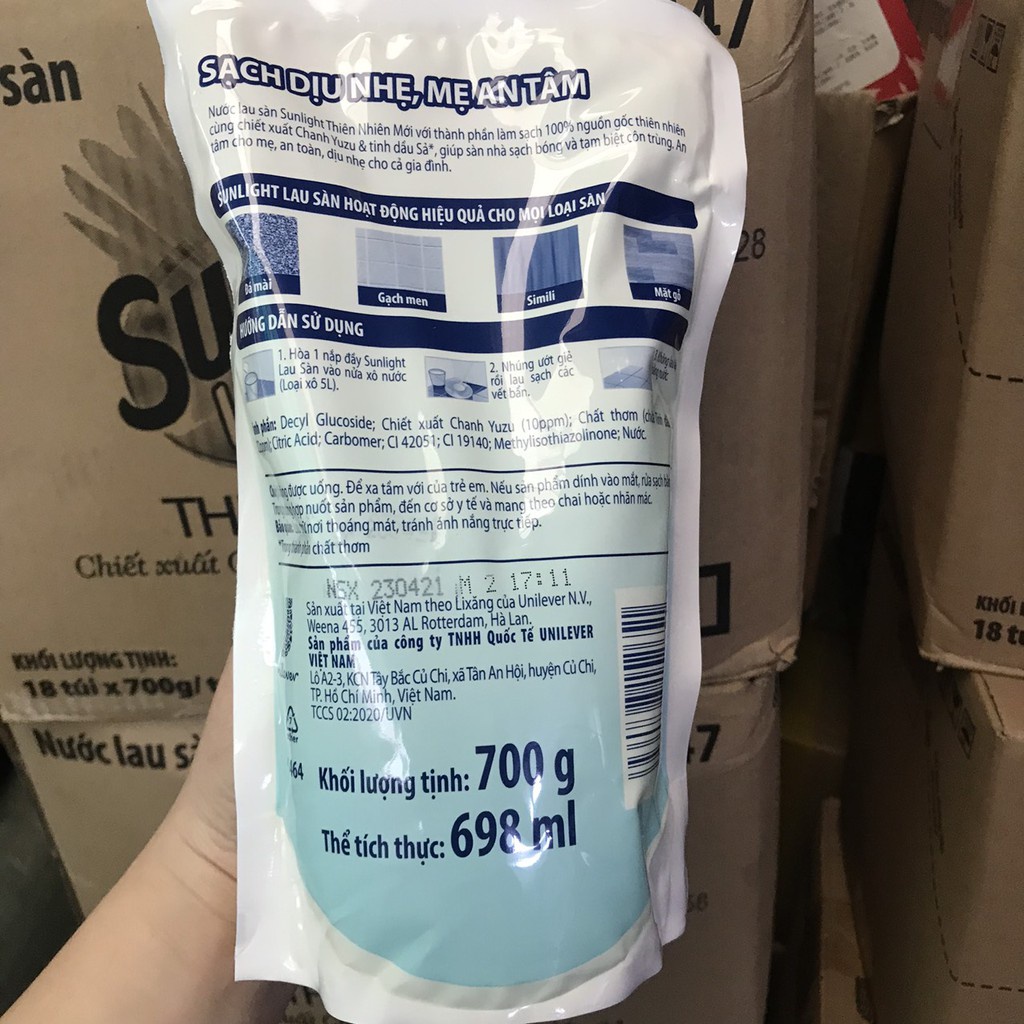 SẠCH DỊU NHẸ, MẸ AN TÂM
Nước lau sàn Sunlight Thiên Nhiên Mới với thành phần làm sạch 100% nguồn gốc thiên nhiên
cùng chiết xuất Chanh Yuzu & tinh dầu Sả*, giúp sàn nhà sạch bóng và tạm biệt côn trùng. An
tâm cho mẹ, an toàn, dịu nhẹ cho cả gia đình.
SUNLIGHT LAU SÀN HOẠT ĐỘNG HIỆU QUẢ CHO MỌI LOẠI SÀN
Đá mài
Gạch men
Simili
Mặt gỗ
HƯỚNG DẪN SỬ DỤNG
1. Hòa 1 nắp đầy Sunlight
Lau Sàn vào nửa xô nước
(Loại xô 5L).
2. Nhúng ướt giẻ
rồi lau sạch các
vết bẩn.
phần: Decyl Glucoside; Chiết xuất Chanh Yuzu (10ppm); Chất thơm
Citric Acid; Carbomer; CI 42051; CI 19140; Methylisothiazolinone; Nước.
được uống. Để xa tầm với của trẻ em. Nếu sản phẩm dính vào mắt, rửa sạch
nuốt sản phẩm, đến cơ sở y tế và mang theo chai hoặc nhãn mác.
nơi thoáng mát, tránh ánh nắng trực tiếp.
chất thơm
NSX 230421 M 2 17:11
Sản xuất tại Việt Nam theo Lixăng của Unilever N.V.,
Weena 455, 3013 AL Rotterdam, Hà Lan.
Sản phẩm của công ty TNHH Quốc Tế UNILEVER
VIỆT NAM
Lô A2-3, KCN Tây Bắc Củ Chi, xã Tân An Hội, huyện Củ Chi,
TP. Hồ Chí Minh, Việt Nam.
TCCS 02:2020/UVN
464
Khối lượng tịnh: 700 g
Thể tích thực: 698 ml
sàn
Su
TH
Chiết xuất
KHỐI LƯỢNG TỊNH:
18 túi x 700g/
Nước lau
47
28
47
KHỐI
18 t